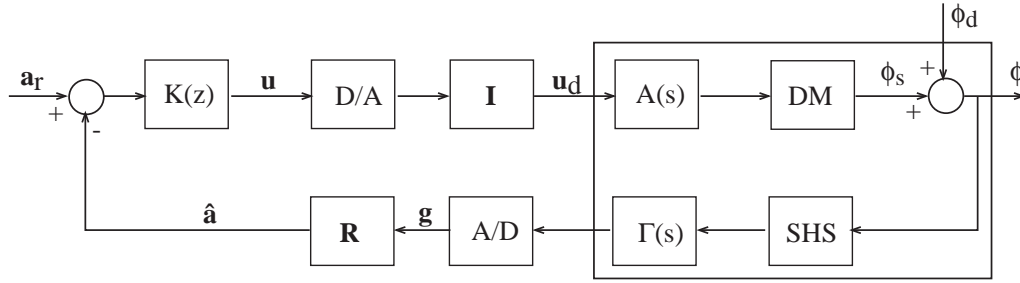 ϕd
ar
+
-
K(z)
u
D/A
I
ud
A(s)
DM
ϕs
+
+
ϕ
â
R
g
A/D
Γ(s)
SHS